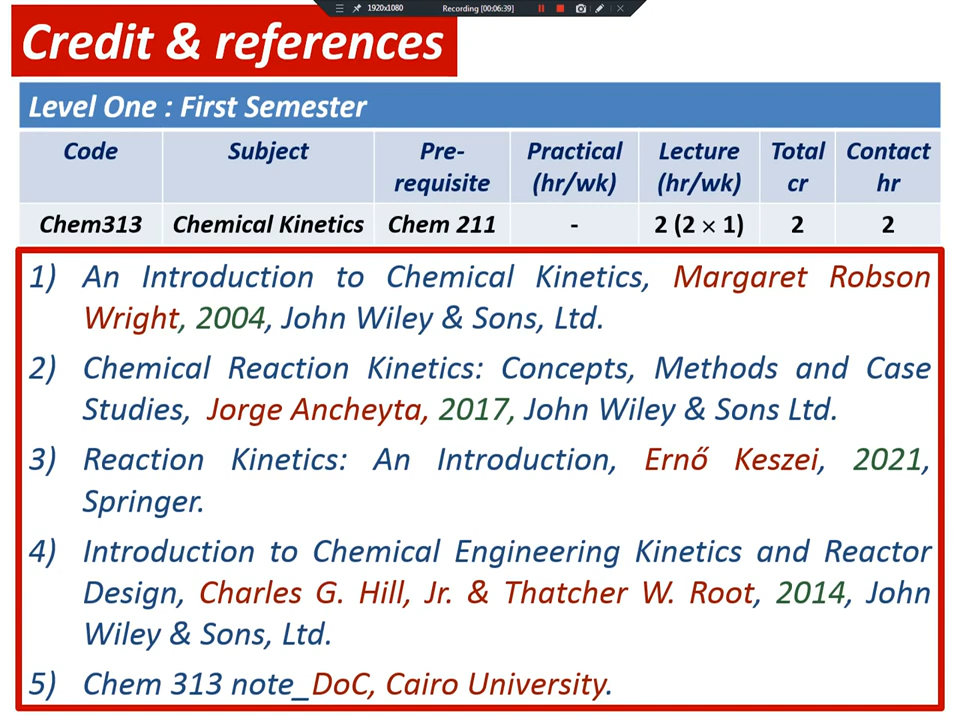 1920x1080 Recording [00:06:39]
Credit & references
Level One : First Semester
Code Subject Pre-requisite Practical (hr/wk) Lecture (hr/wk) Total cr Contact hr
Chem313 Chemical Kinetics Chem 211 - 2 (2 × 1) 2 2
1) An Introduction to Chemical Kinetics, Margaret Robson
Wright, 2004, John Wiley & Sons, Ltd.
2) Chemical Reaction Kinetics: Concepts, Methods and Case
Studies, Jorge Ancheyta, 2017, John Wiley & Sons Ltd.
3) Reaction Kinetics: An Introduction, Ernő Keszei, 2021,
Springer.
4) Introduction to Chemical Engineering Kinetics and Reactor
Design, Charles G. Hill, Jr. & Thatcher W. Root, 2014, John
Wiley & Sons, Ltd.
5) Chem 313 note_DoC, Cairo University.